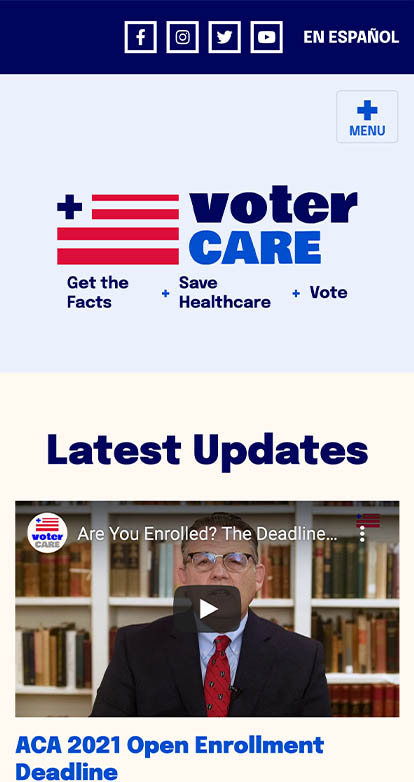 EN ESPAÑOL
MENU
voter
CARE
Get the
Facts
+ Save
Healthcare
+ Vote
Latest Updates
voter
CARE
Are You Enrolled? The Deadline...
ACA 2021 Open Enrollment
Deadline